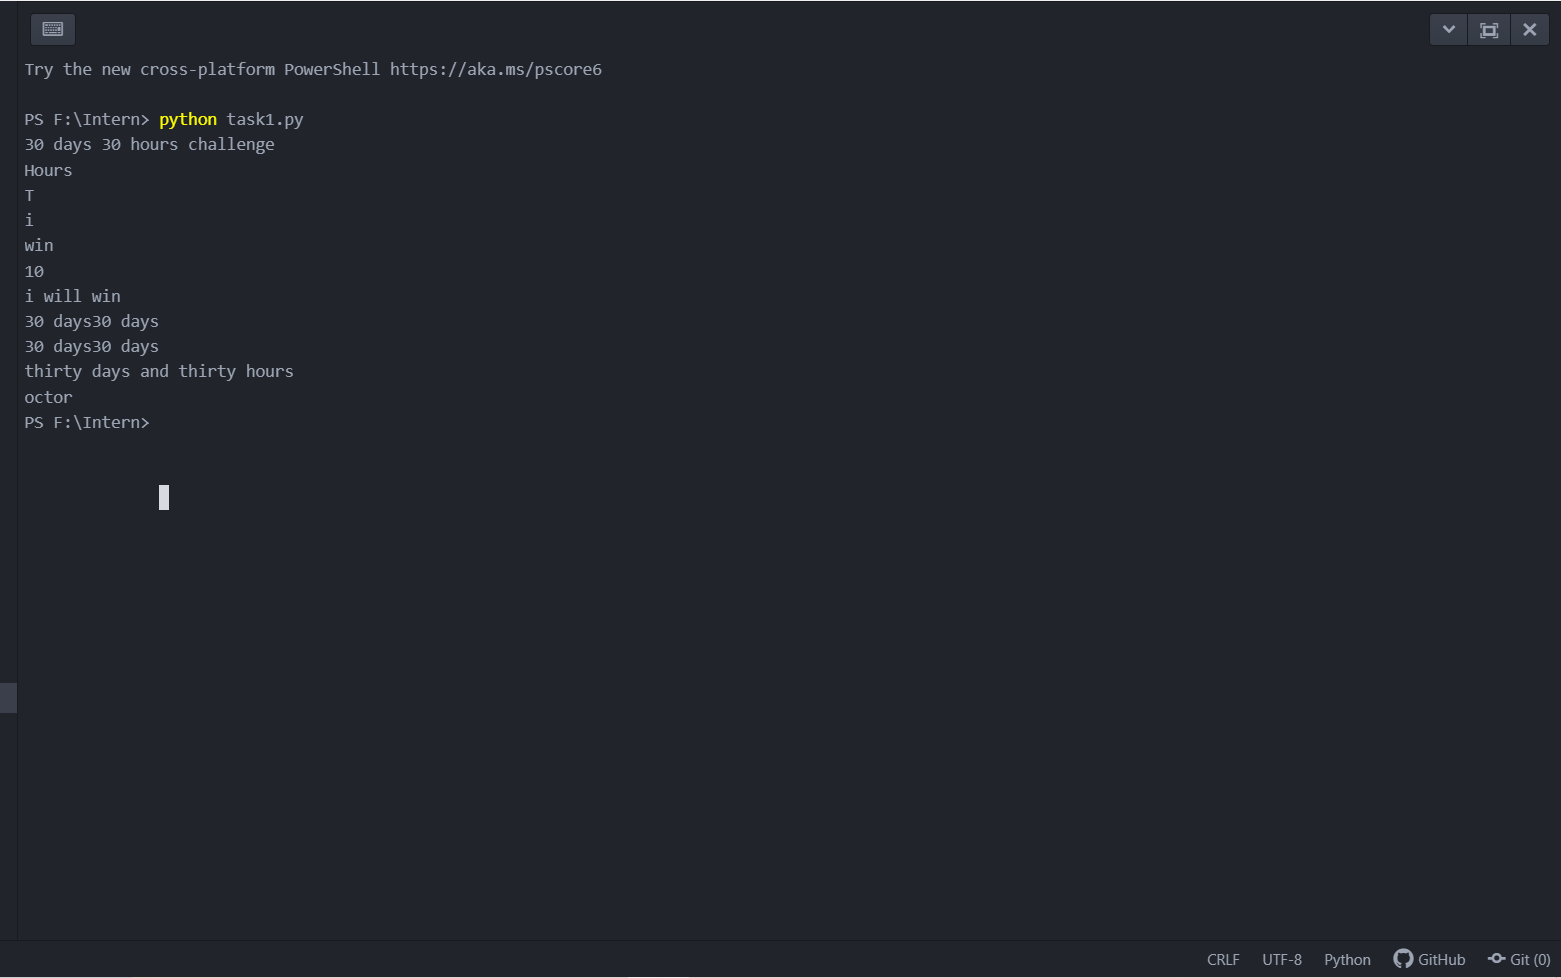 Try the new cross-platform PowerShell https://aka.ms/pscore6
PS F:\Intern> python task1.py
30 days 30 hours challenge
Hours
T
i
win
10
i will win
30 days30 days
30 days30 days
thirty days and thirty hours
octor
PS F:\Intern>
CRLF UTF-8 Python GitHub Git (0)